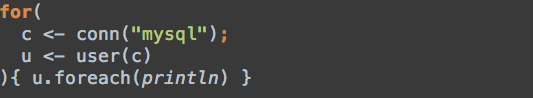 for(
  c <- conn("mysql");
  u <- user(c)
){ u.foreach(println) }